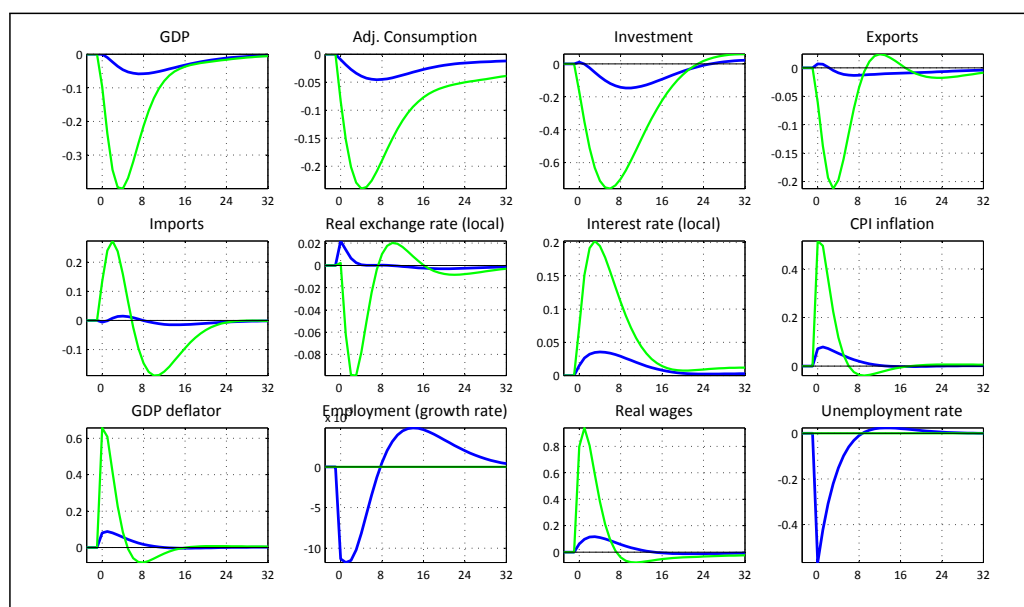 GDP
Adj. Consumption
Investment
Exports
0
-0.1
-0.2
-0.3
0 8 16 24 32
0
-0.05
-0.1
-0.15
-0.2
0 8 16 24 32
0
-0.2
-0.4
-0.6
0 8 16 24 32
0
-0.05
-0.1
-0.15
-0.2
0 8 16 24 32
Imports
Real exchange rate (local)
Interest rate (local)
CPI inflation
0.2
0.1
0
-0.1
0 8 16 24 32
0.02
0
-0.02
-0.04
-0.06
-0.08
0 8 16 24 32
0.2
0.15
0.1
0.05
0
0 8 16 24 32
0.4
0.2
0
0 8 16 24 32
GDP deflator
Employment (growth rate)
Real wages
Unemployment rate
0.6
0.4
0.2
0
0 8 16 24 32
x 10
0
-5
-10
0 8 16 24 32
0.8
0.6
0.4
0.2
0
0 8 16 24 32
0
-0.2
-0.4
0 8 16 24 32